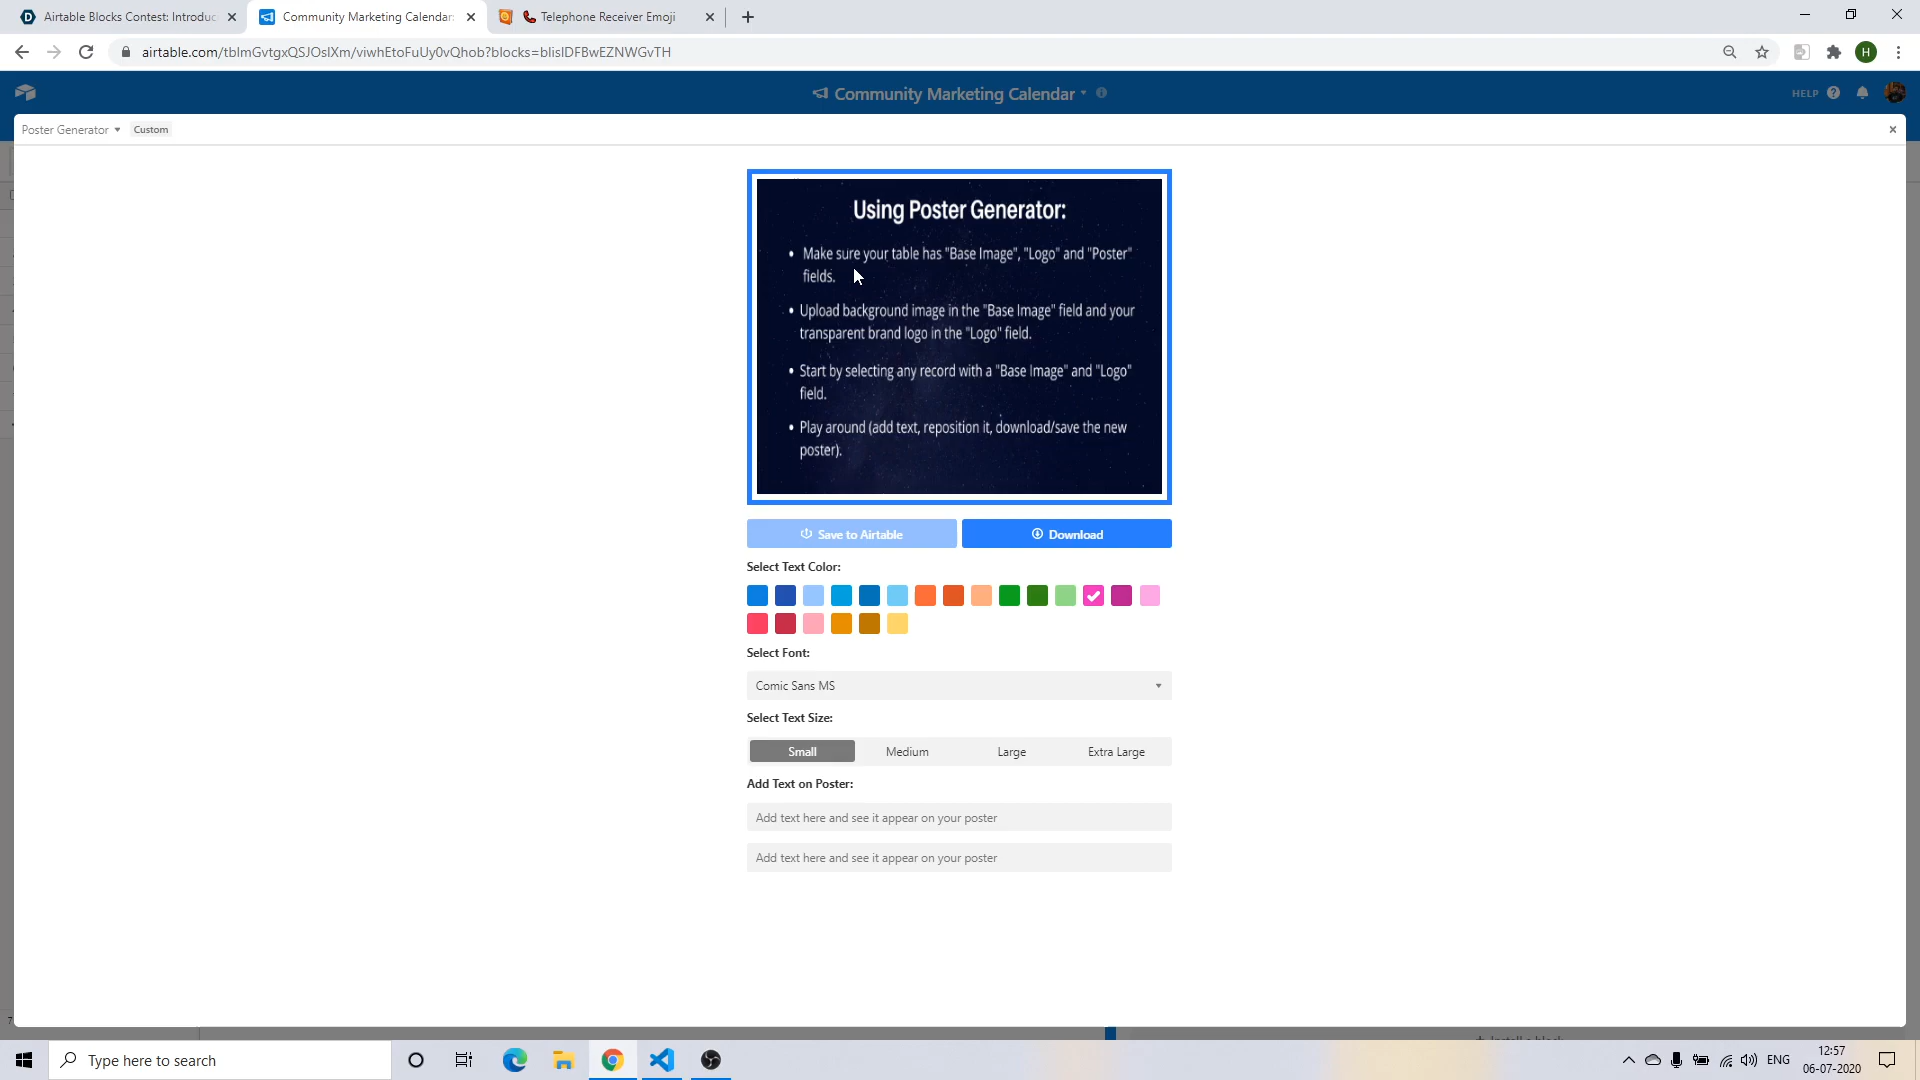 Airtable Blocks Contest: Introduc
Community Marketing Calendar:
Telephone Receiver Emoji
airtable.com/tblmGvtgxQSJOslXm/viwhEtoFuUy0vQhob?blocks=blislDFBwEZNWGvTH
H
Community Marketing Calendar
HELP
Poster Generator
Custom
Using Poster Generator:
• Make sure your table has "Base Image", "Logo" and "Poster"
fields.
• Upload background image in the "Base Image" field and your
transparent brand logo in the "Logo" field.
• Start by selecting any record with a "Base Image" and "Logo"
field.
• Play around (add text, reposition it, download/save the new
poster).
Save to Airtable
Download
Select Text Color:
Select Font:
Comic Sans MS
Select Text Size:
Small Medium Large Extra Large
Add Text on Poster:
Add text here and see it appear on your poster
Add text here and see it appear on your poster
7
Type here to search
ENG
12:57
06-07-2020